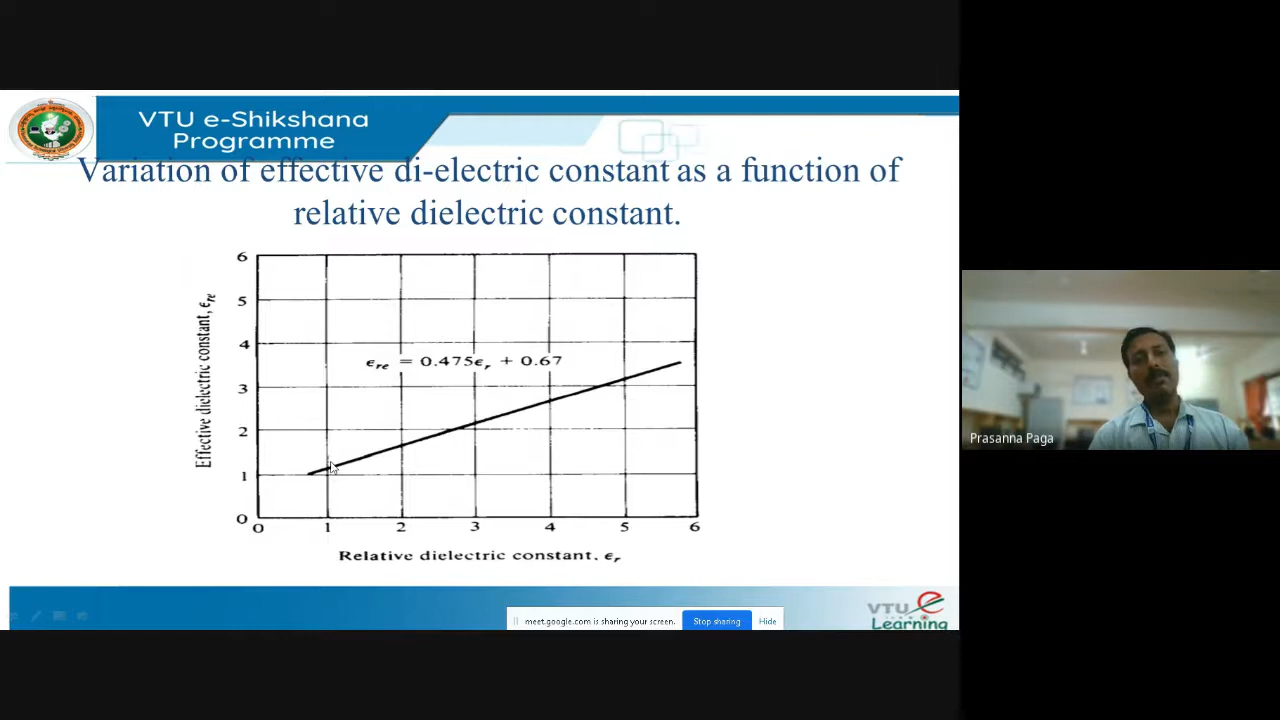 VTU e-Shikshana
Programme
Variation of effective di-electric constant as a function of
relative dielectric constant.
6
5
4
3
2
1
0
Effective dielectric constant, ϵre
ϵre = 0.475ϵr + 0.67
0 1 2 3 4 5 6
Relative dielectric constant, ϵr
VTU e
Learning
meet.google.com is sharing your screen. Stop sharing Hide
Prasanna Paga